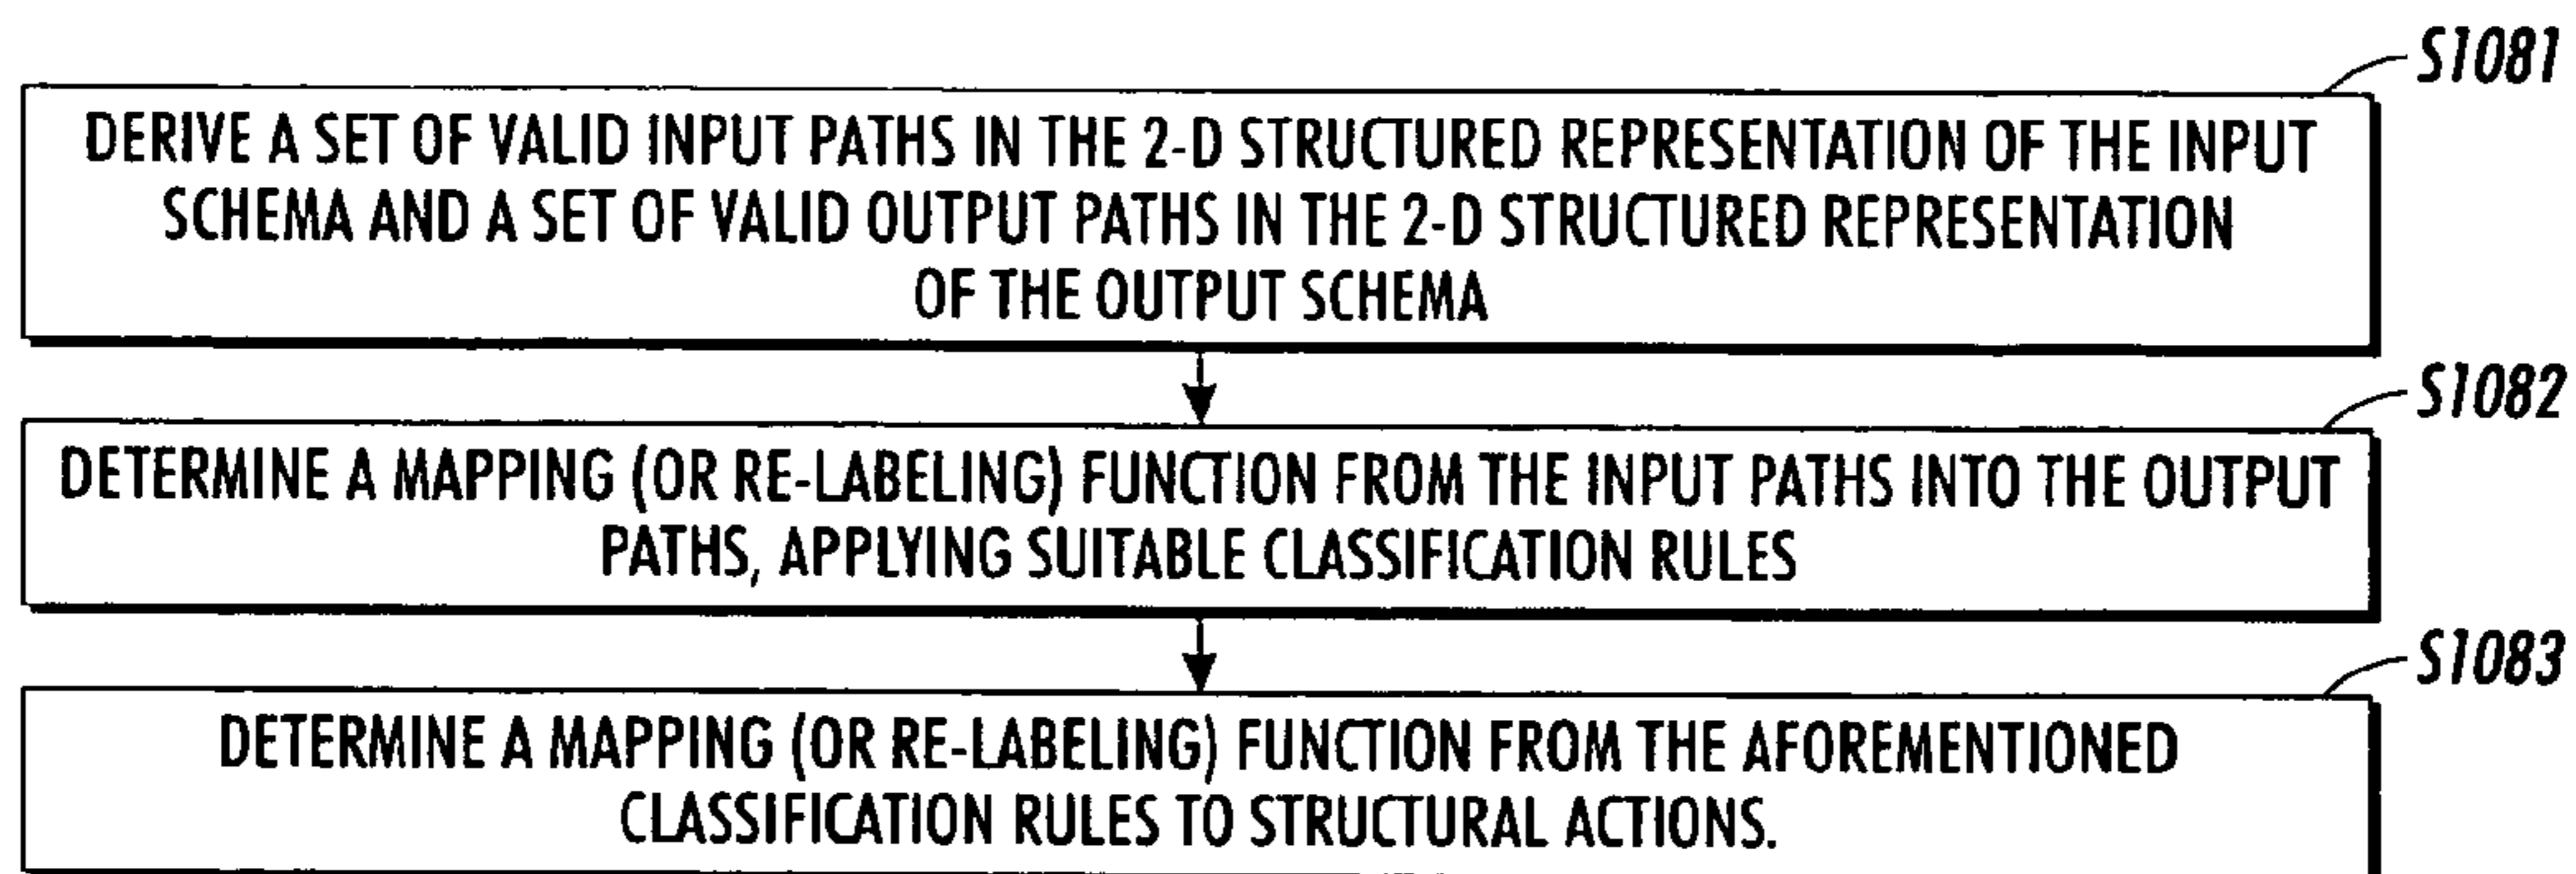 S1081
DERIVE A SET OF VALID INPUT PATHS IN THE 2-D STRUCTURED REPRESENTATION OF THE INPUT
SCHEMA AND A SET OF VALID OUTPUT PATHS IN THE 2-D STRUCTURED REPRESENTATION
OF THE OUTPUT SCHEMA
S1082
DETERMINE A MAPPING (OR RE-LABELING) FUNCTION FROM THE INPUT PATHS INTO THE OUTPUT
PATHS, APPLYING SUITABLE CLASSIFICATION RULES
S1083
DETERMINE A MAPPING (OR RE-LABELING) FUNCTION FROM THE AFOREMENTIONED
CLASSIFICATION RULES TO STRUCTURAL ACTIONS.